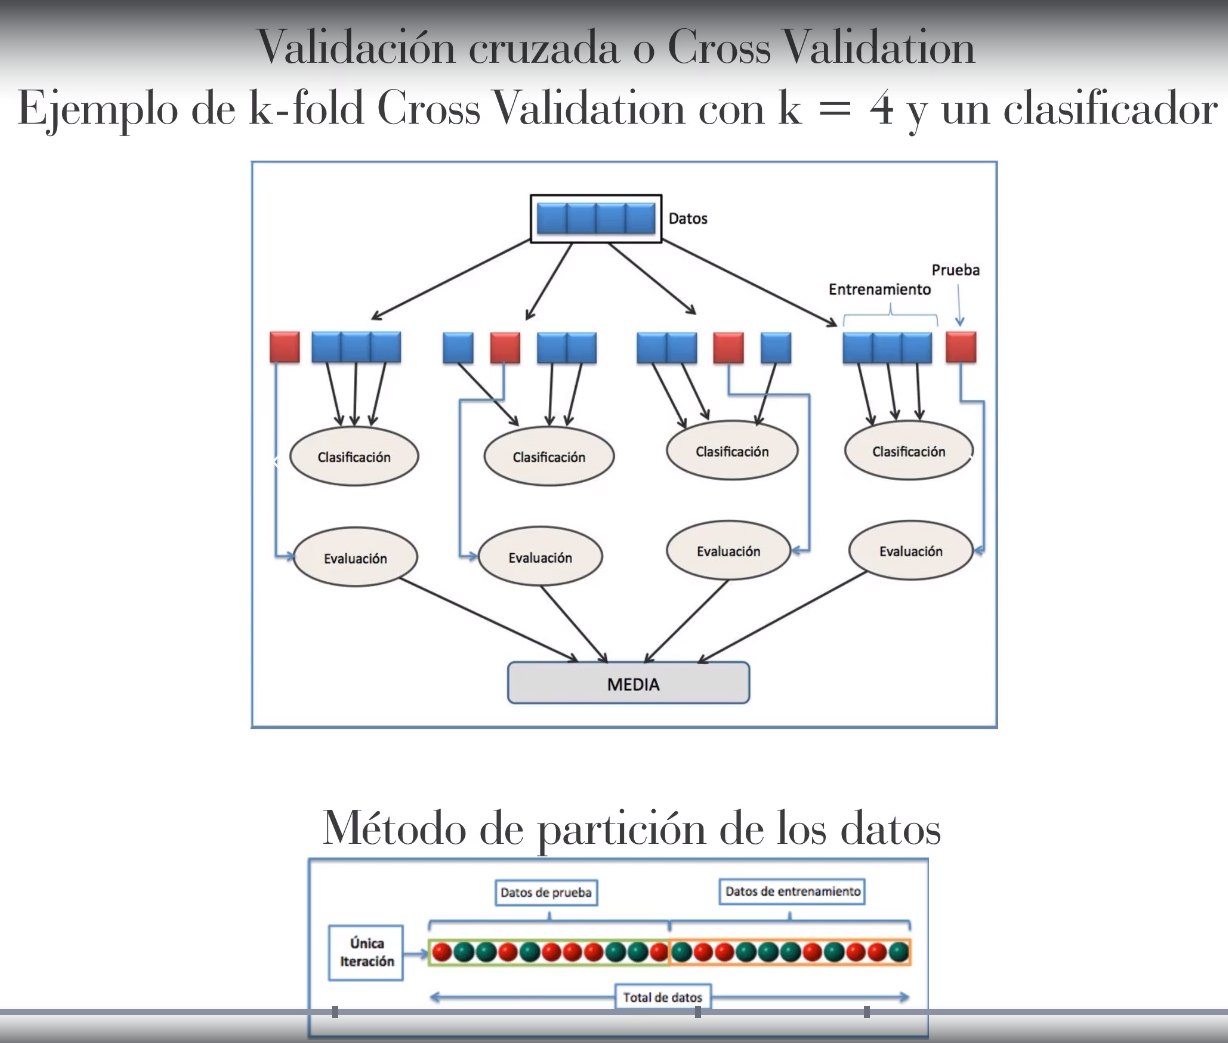 Validación cruzada o Cross Validation
Ejemplo de k-fold Cross Validation con k = 4 y un clasificador
Datos
Prueba
Entrenamiento
Clasificación
Clasificación
Clasificación
Clasificación
Evaluación
Evaluación
Evaluación
Evaluación
MEDIA
Método de partición de los datos
Datos de prueba
Datos de entrenamiento
Única
Iteración
Total de datos